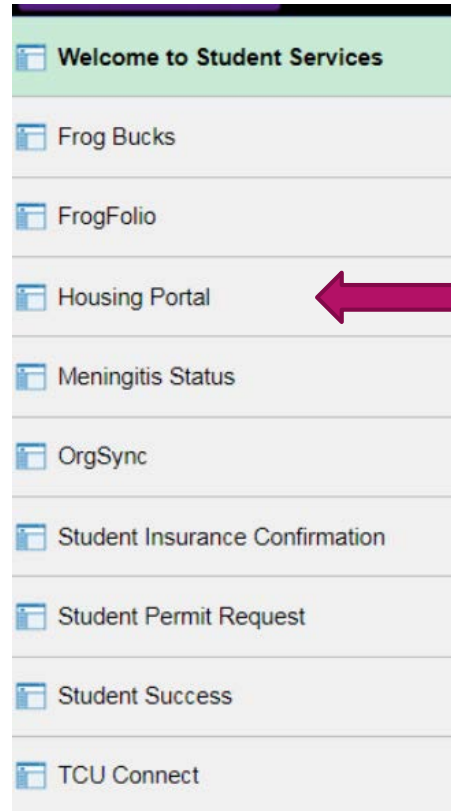 Welcome to Student Services
Frog Bucks
FrogFolio
Housing Portal
Meningitis Status
OrgSync
Student Insurance Confirmation
Student Permit Request
Student Success
TCU Connect